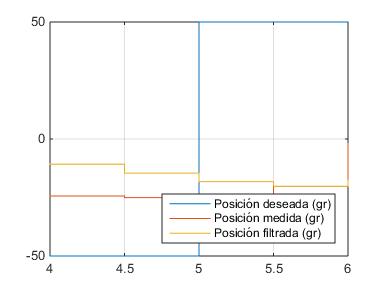 50
0
-50
4
4.5
5
5.5
6
Posición deseada (gr)
Posición medida (gr)
Posición filtrada (gr)